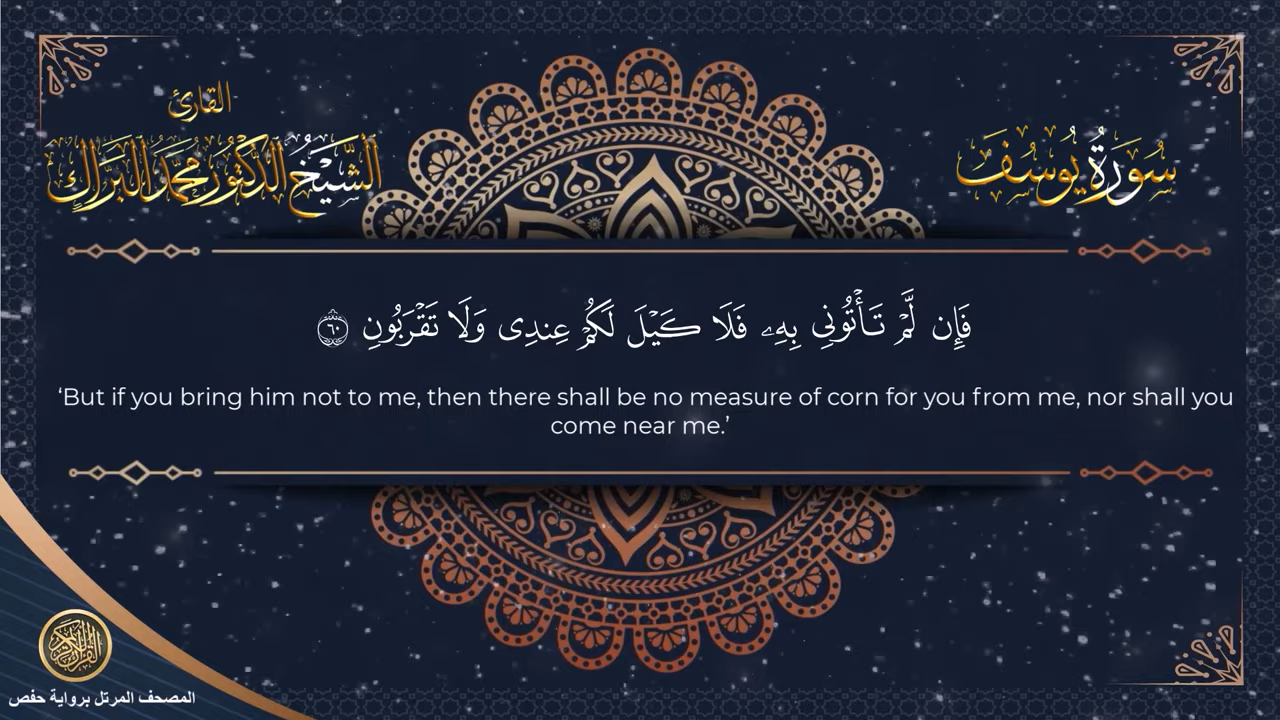 القارئ
الشيخ الدكتور محمد البراك
سورة يوسف
فَإِن لَّمْ تَأْتُونِى بِهِۦ فَلَا كَيْلَ لَكُمْ عِندِى وَلَا تَقْرَبُونِ ٦٠
‘But if you bring him not to me, then there shall be no measure of corn for you from me, nor shall you
come near me.’
القرآن الكريم
المصحف المرتل برواية حفص